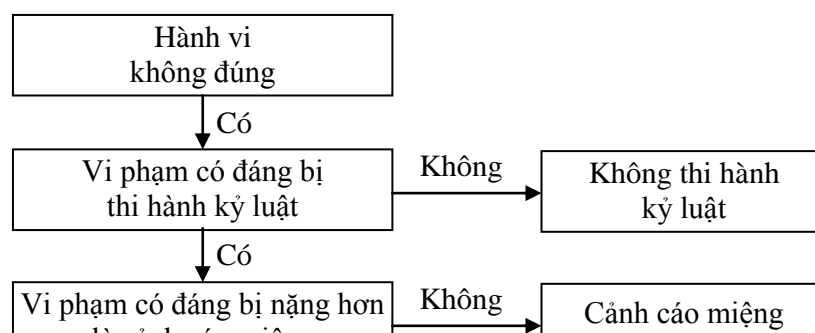 Hành vi
không đúng
Có
Vi phạm có đáng bị
thi hành kỷ luật
Không
Không thi hành
kỷ luật
Có
Vi phạm có đáng bị nặng hơn
Không
Cảnh cáo miệng